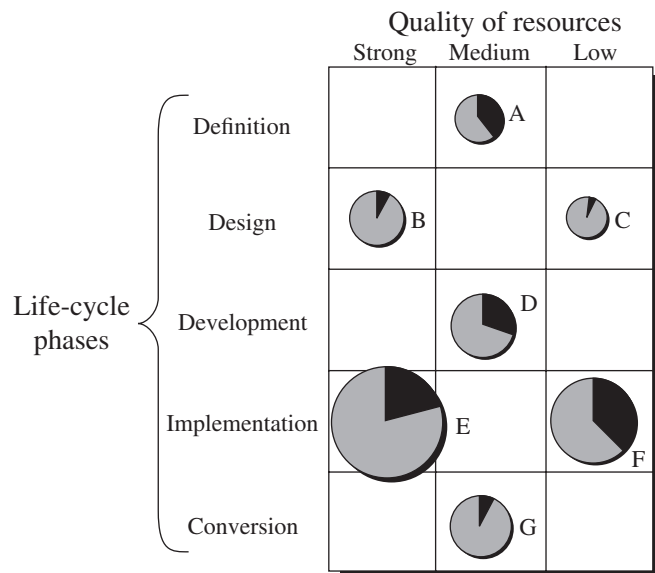 Quality of resources
Strong Medium Low
Definition
A
Design
B
C
Development
D
Life-cycle
phases
Implementation
E
F
Conversion
G